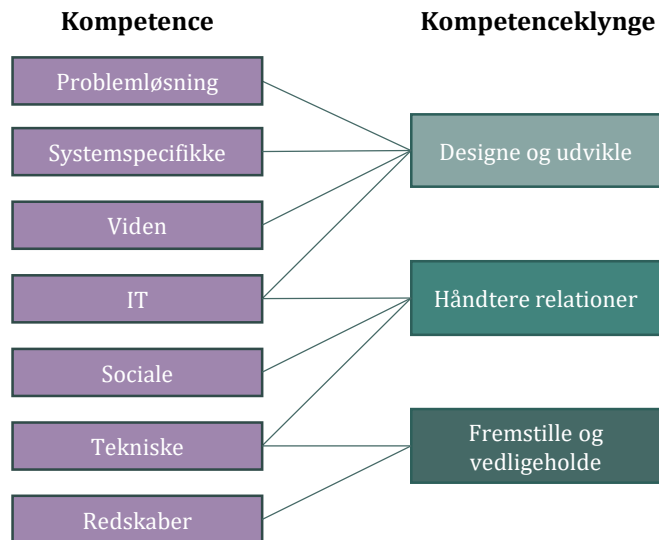 Kompetence
Kompetenceklynge
Problemløsning
Systemspecifikke
Viden
IT
Sociale
Tekniske
Redskaber
Designe og udvikle
Håndtere relationer
Fremstille og
vedligeholde